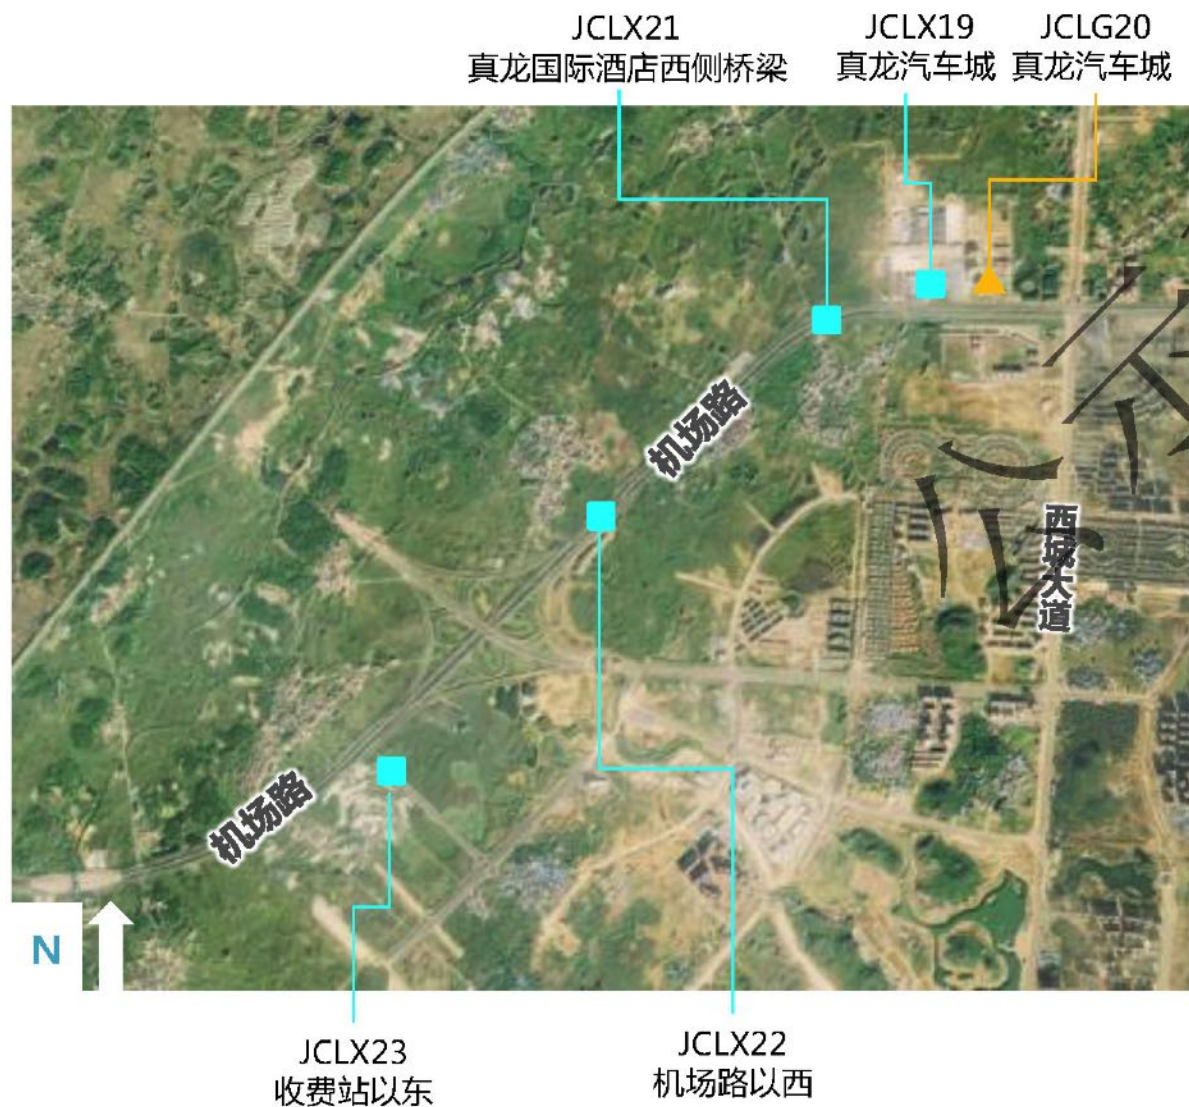 JCLX21
真龙国际酒店西侧桥梁
JCLX19
真龙汽车城
JCLG20
真龙汽车城
机场路
西城大道
机场路
N
JCLX23
收费站以东
JCLX22
机场路以西